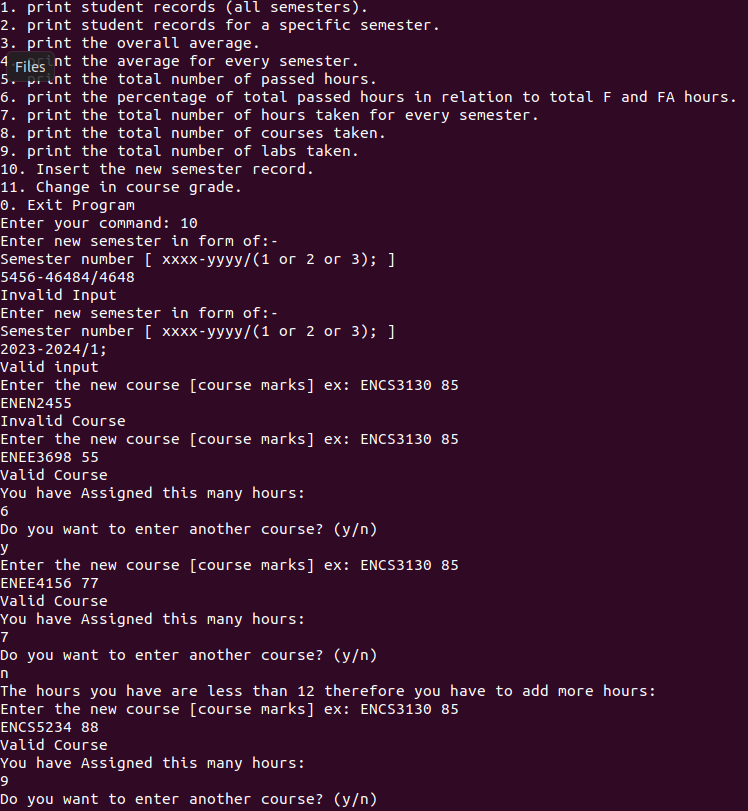 1. print student records (all semesters).
2. print student records for a specific semester.
3. print the overall average.
4. print the average for every semester.
Files
5. print the total number of passed hours.
6. print the percentage of total passed hours in relation to total F and FA hours.
7. print the total number of hours taken for every semester.
8. print the total number of courses taken.
9. print the total number of labs taken.
10. Insert the new semester record.
11. Change in course grade.
0. Exit Program
Enter your command: 10
Enter new semester in form of:-
Semester number [ xxxx-yyyy/(1 or 2 or 3); ]
5456-46484/4648
Invalid Input
Enter new semester in form of:-
Semester number [ xxxx-yyyy/(1 or 2 or 3); ]
2023-2024/1;
Valid input
Enter the new course [course marks] ex: ENCS3130 85
ENEN2455
Invalid Course
Enter the new course [course marks] ex: ENCS3130 85
ENEE3698 55
Valid Course
You have Assigned this many hours:
6
Do you want to enter another course? (y/n)
y
Enter the new course [course marks] ex: ENCS3130 85
ENEE4156 77
Valid Course
You have Assigned this many hours:
7
Do you want to enter another course? (y/n)
n
The hours you have are less than 12 therefore you have to add more hours:
Enter the new course [course marks] ex: ENCS3130 85
ENCS5234 88
Valid Course
You have Assigned this many hours:
9
Do you want to enter another course? (y/n)